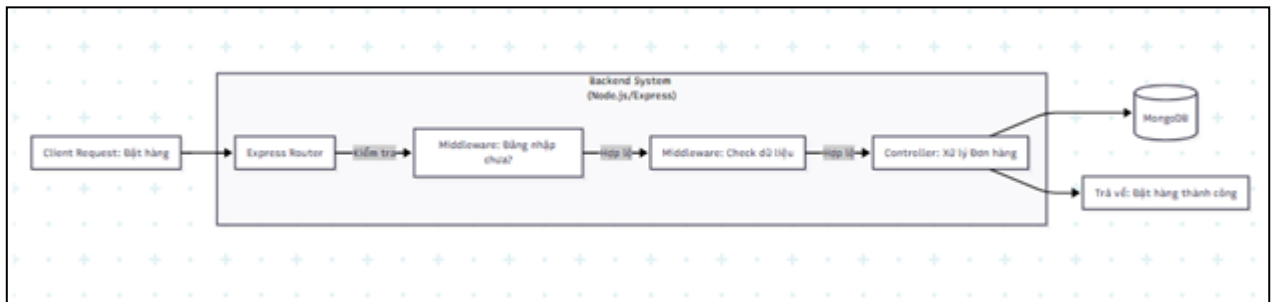 Backend System
(Node.js/Express)
Client Request: Đặt hàng
Express Router
Kiểm tra
Middleware: Đăng nhập
chưa?
Hợp lệ
Middleware: Check dữ liệu
Hợp lệ
Controller: Xử lý Đơn hàng
MongoDB
Trả về: Đặt hàng thành công